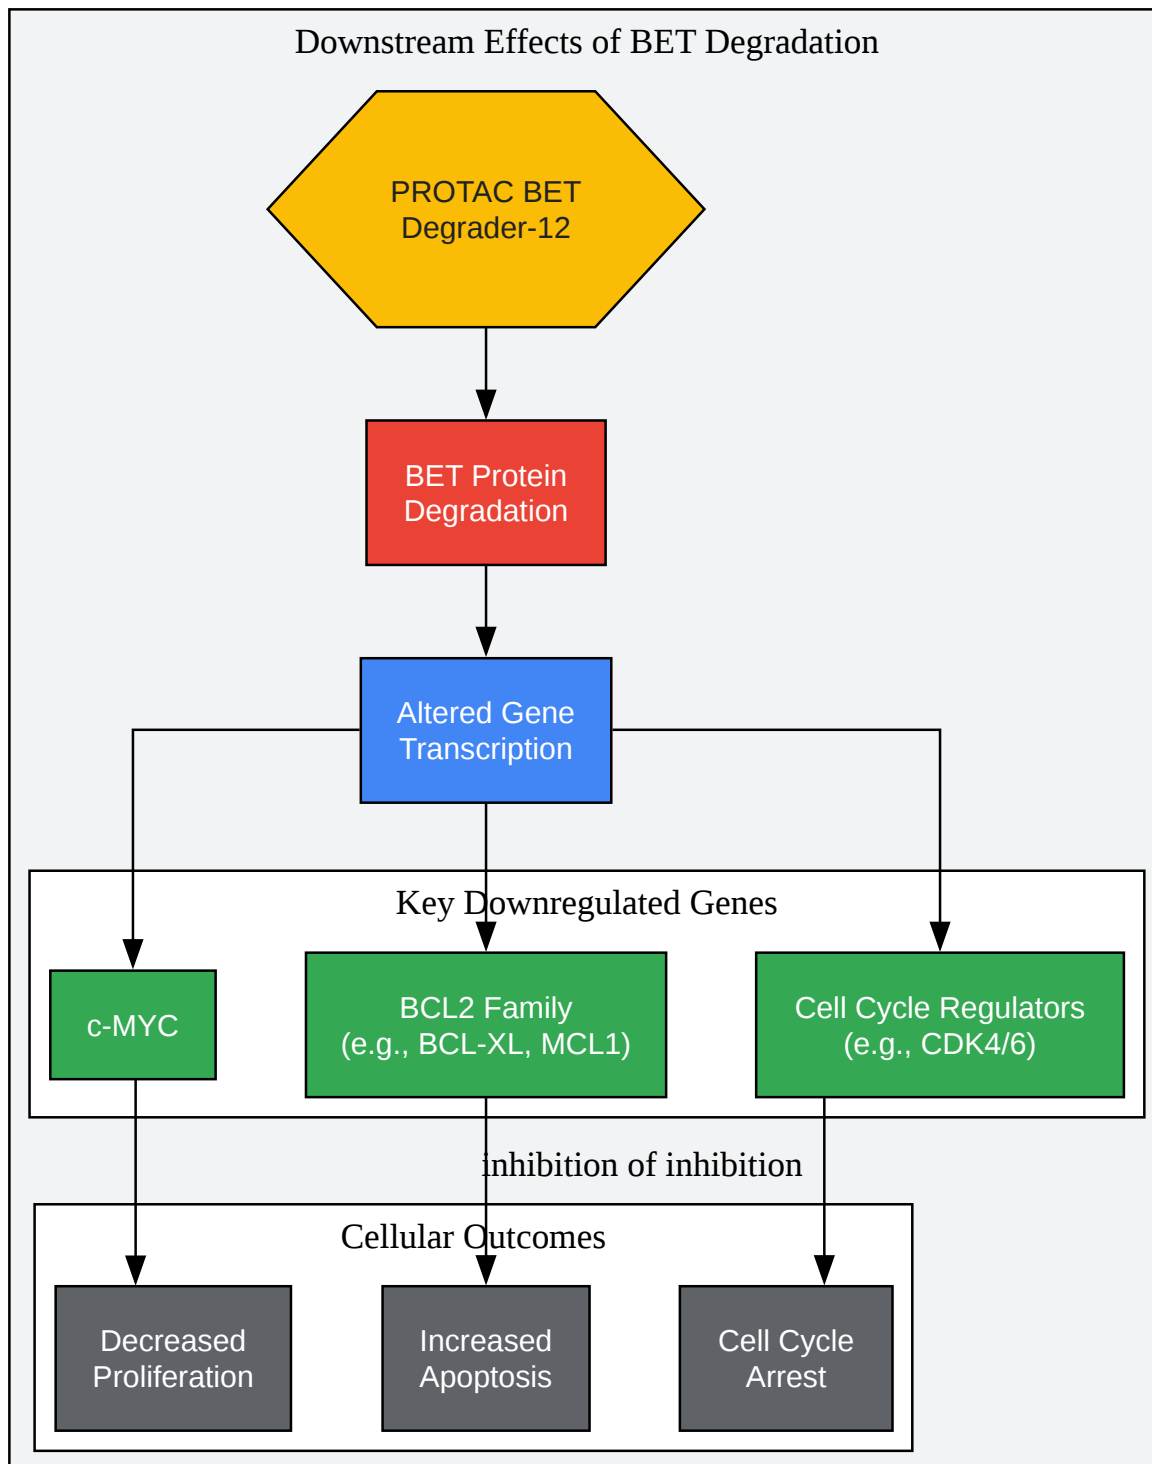 Downstream Effects of BET Degradation
PROTAC BET
Degrader-12
BET Protein
Degradation
Altered Gene
Transcription
Key Downregulated Genes
c-MYC
BCL2 Family
(e.g., BCL-XL, MCL1)
Cell Cycle Regulators
(e.g., CDK4/6)
inhibition of inhibition
Cellular Outcomes
Decreased
Proliferation
Increased
Apoptosis
Cell Cycle
Arrest